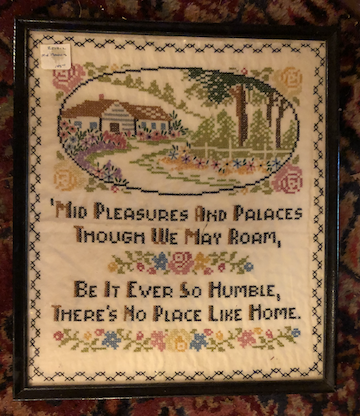 'Mid Pleasures And Palaces
Though We May Roam,
Be It Ever So Humble,
There's No Place Like Home.